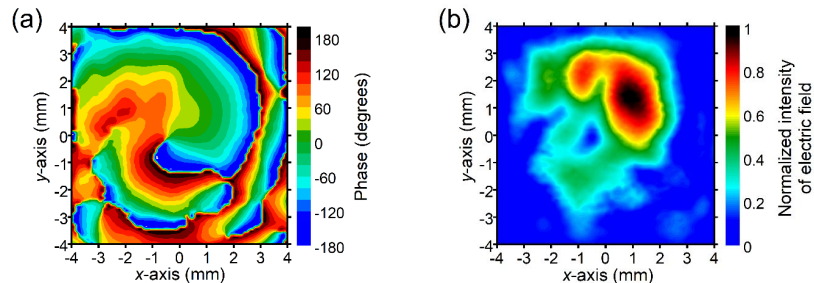 (a)
4
3
2
1
0
-1
-2
-3
-4
y-axis (mm)
-4 -3 -2 -1 0 1 2 3 4
x-axis (mm)
180
120
60
0
-60
-120
-180
Phase (degrees)
(b)
4
3
2
1
0
-1
-2
-3
-4
y-axis (mm)
-4 -3 -2 -1 0 1 2 3 4
x-axis (mm)
1
0.8
0.6
0.4
0.2
0
Normalized intensity
of electric field